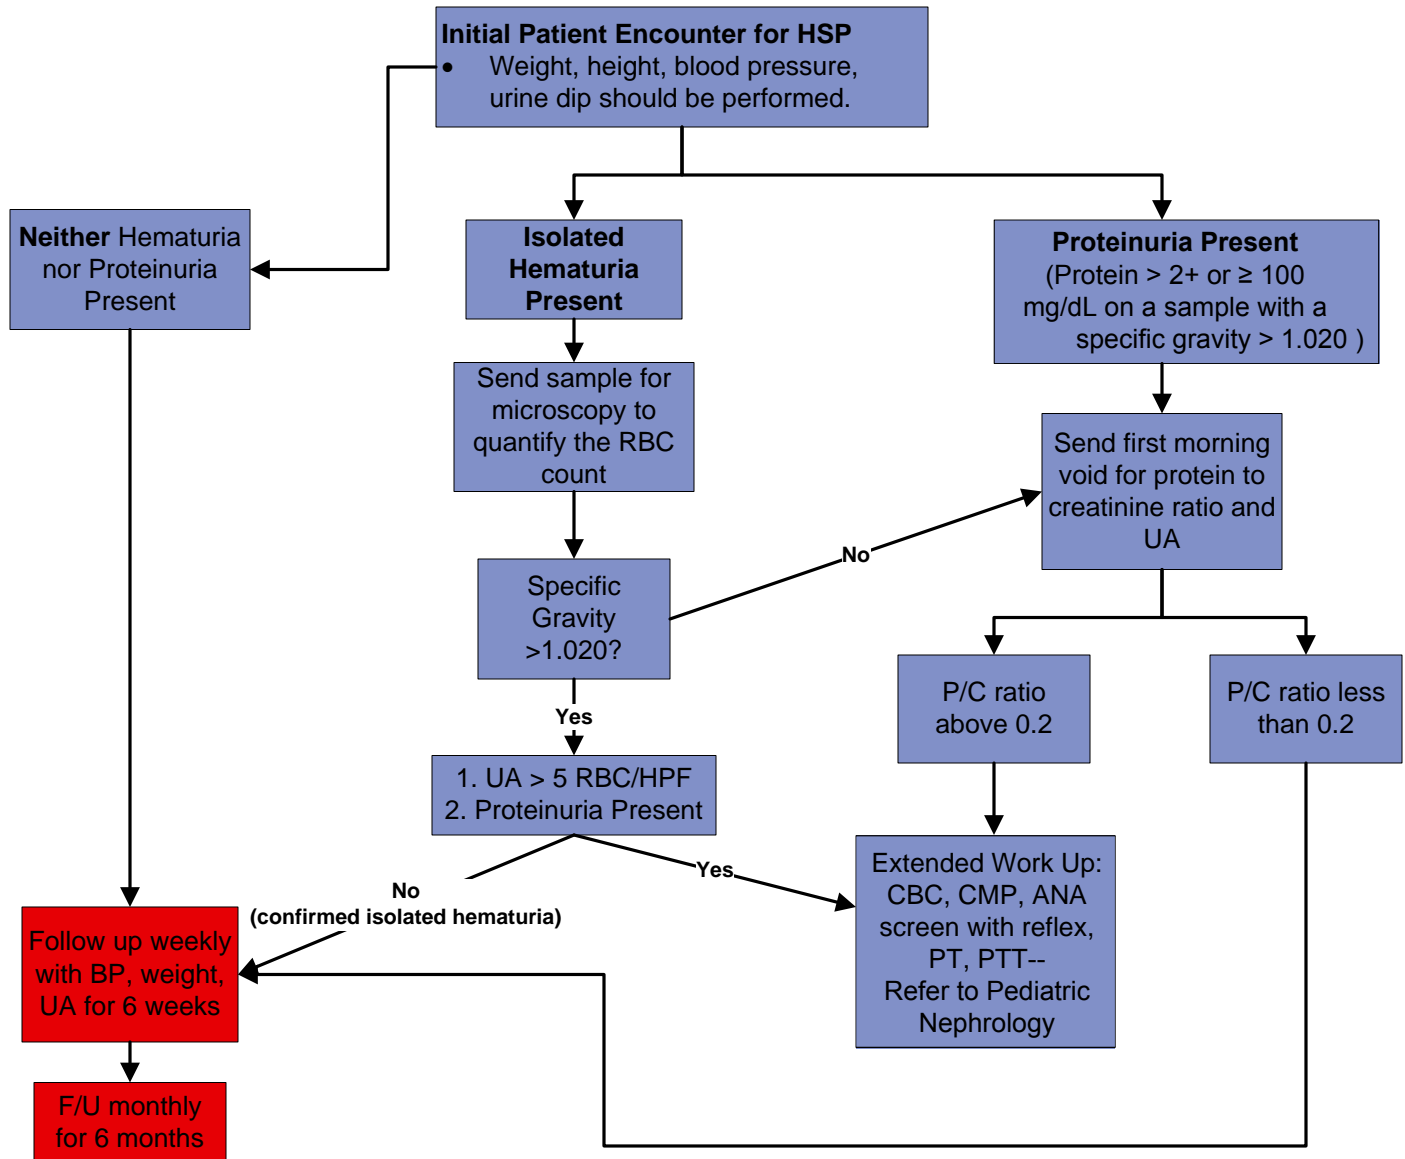 Initial Patient Encounter for HSP
• Weight, height, blood pressure,
urine dip should be performed.
Neither Hematuria
nor Proteinuria
Present
Isolated
Hematuria
Present
Proteinuria Present
(Protein > 2+ or ≥ 100
mg/dL on a sample with a
specific gravity > 1.020 )
Send sample for
microscopy to
quantify the RBC
count
Send first morning
void for protein to
creatinine ratio and
UA
No
Specific
Gravity
>1.020?
Yes
P/C ratio
above 0.2
P/C ratio less
than 0.2
1. UA > 5 RBC/HPF
2. Proteinuria Present
Yes
No
(confirmed isolated hematuria)
Extended Work Up:
CBC, CMP, ANA
screen with reflex,
PT, PTT--
Refer to Pediatric
Nephrology
Follow up weekly
with BP, weight,
UA for 6 weeks
F/U monthly
for 6 months